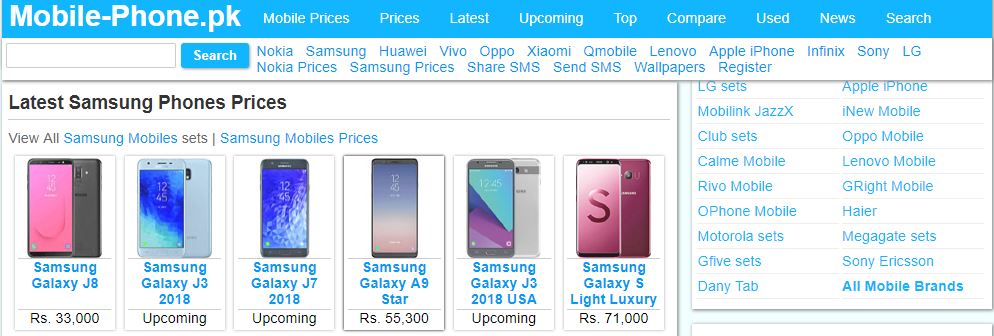 Mobile-Phone.pk Mobile Prices Prices Latest Upcoming Top Compare Used News Search
Search Nokia Samsung Huawei Vivo Oppo Xiaomi Qmobile Lenovo Apple iPhone Infinix Sony LG
Nokia Prices Samsung Prices Share SMS Send SMS Wallpapers Register
Latest Samsung Phones Prices
View All Samsung Mobiles sets | Samsung Mobiles Prices
Samsung
Galaxy J8
Rs. 33,000
Samsung
Galaxy J3
2018
Upcoming
Samsung
Galaxy J7
2018
Upcoming
Samsung
Galaxy A9
Star
Rs. 55,300
Samsung
Galaxy J3
2018 USA
Upcoming
S
Samsung
Galaxy S
Light Luxury
Rs. 71,000
LG sets Apple iPhone
Mobilink JazzX iNew Mobile
Club sets Oppo Mobile
Calme Mobile Lenovo Mobile
Rivo Mobile GRight Mobile
OPhone Mobile Haier
Motorola sets Megagate sets
Gfive sets Sony Ericsson
Dany Tab All Mobile Brands